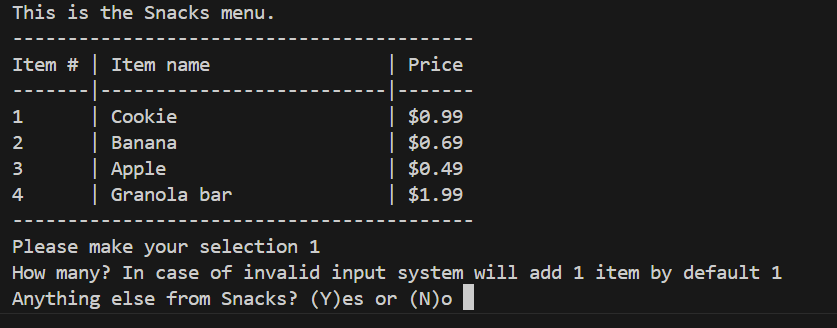 This is the Snacks menu.
------------------------------------------
Item # | Item name                | Price
-------|--------------------------|-------
1      | Cookie                   | $0.99
2      | Banana                   | $0.69
3      | Apple                    | $0.49
4      | Granola bar              | $1.99
------------------------------------------
Please make your selection 1
How many? In case of invalid input system will add 1 item by default 1
Anything else from Snacks? (Y)es or (N)o